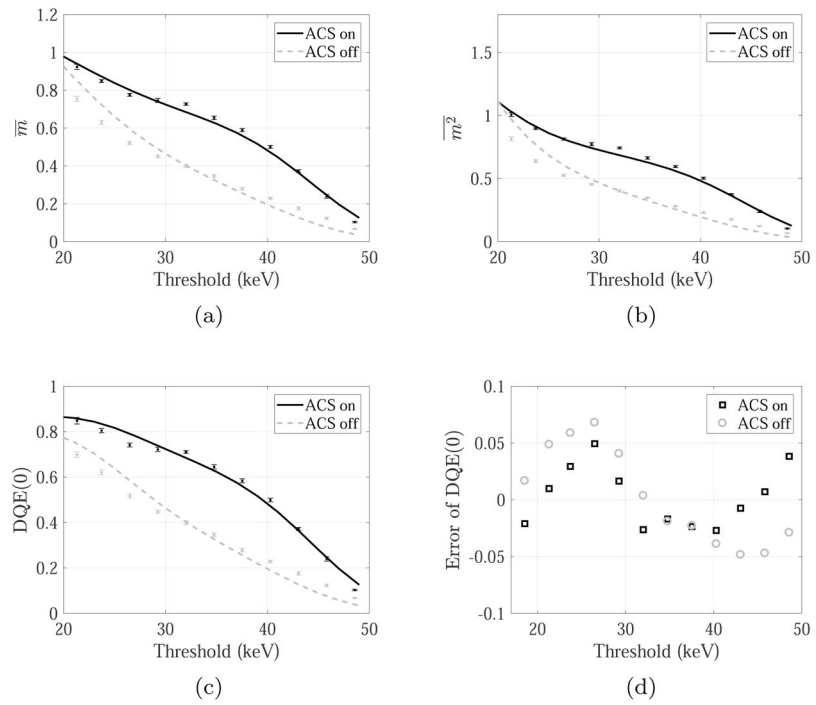 1.2
1
0.8
0.6
0.4
0.2
0
20 30 40 50
Threshold (keV)
m̅
ACS on
ACS off
(a)
1.5
1
0.5
0
20 30 40 50
Threshold (keV)
m̅²
ACS on
ACS off
(b)
1
0.8
0.6
0.4
0.2
0
20 30 40 50
Threshold (keV)
DQE(0)
ACS on
ACS off
(c)
0.1
0.05
0
-0.05
-0.1
20 30 40 50
Threshold (keV)
Error of DQE(0)
ACS on
ACS off
(d)